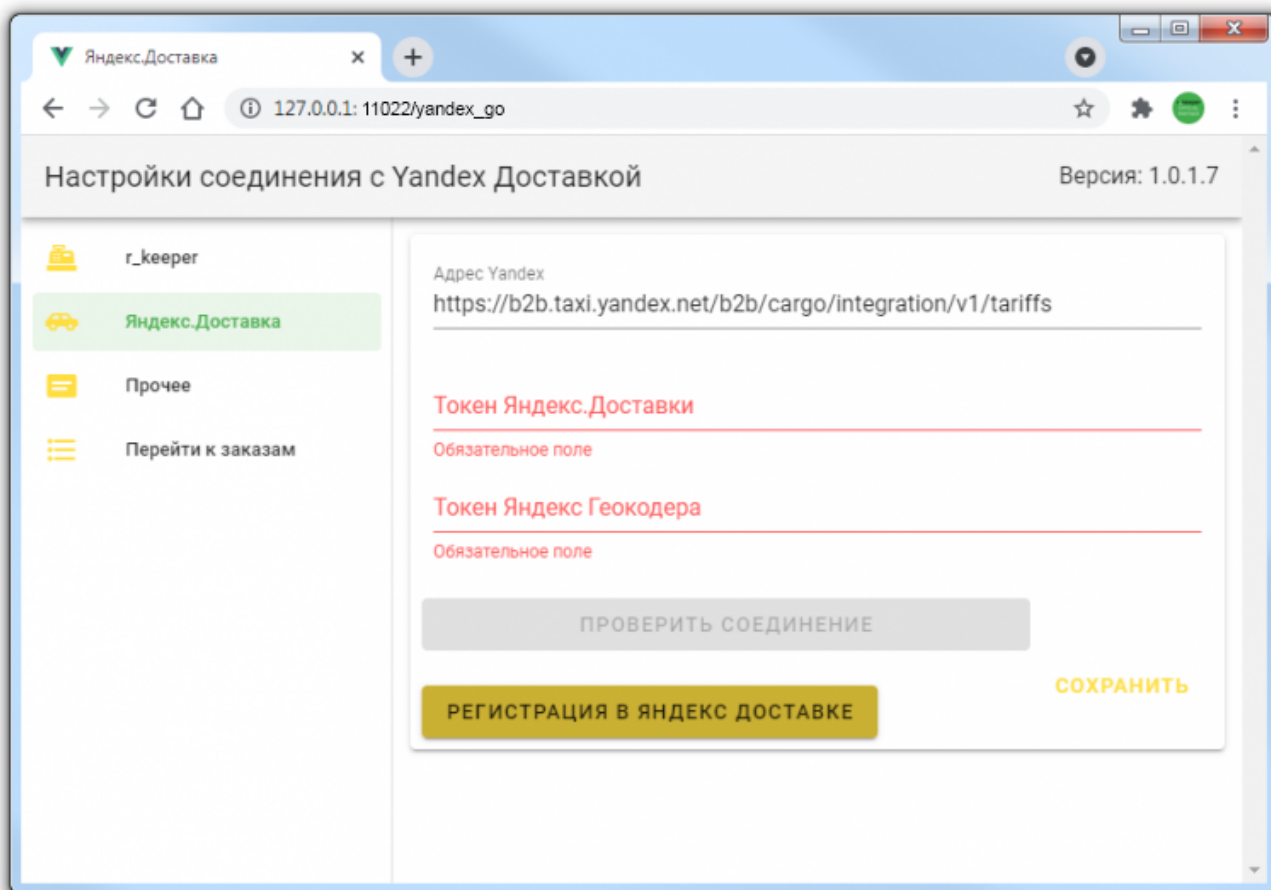 Яндекс.Доставка
127.0.0.1: 11022/yandex_go
Настройки соединения с Yandex Доставкой
Версия: 1.0.1.7
r_keeper
Яндекс.Доставка
Прочее
Перейти к заказам
Адрес Yandex
https://b2b.taxi.yandex.net/b2b/cargo/integration/v1/tariffs
Токен Яндекс.Доставки
Обязательное поле
Токен Яндекс Геокодера
Обязательное поле
ПРОВЕРИТЬ СОЕДИНЕНИЕ
СОХРАНИТЬ
РЕГИСТРАЦИЯ В ЯНДЕКС ДОСТАВКЕ